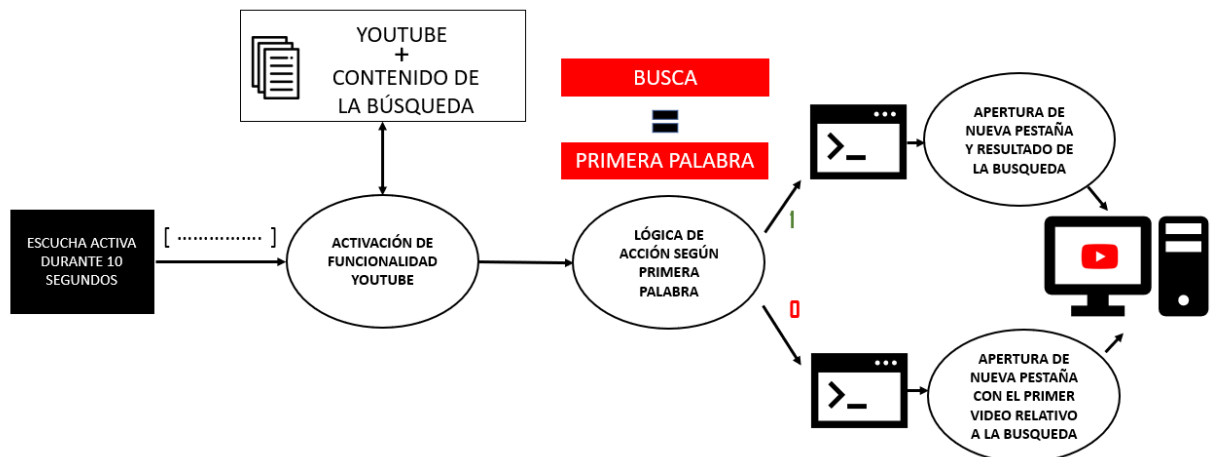 YOUTUBE
+
CONTENIDO DE
LA BÚSQUEDA
BUSCA
=
PRIMERA PALABRA
ESCUCHA ACTIVA
DURANTE 10
SEGUNDOS
[ ................ ]
ACTIVACIÓN DE
FUNCIONALIDAD
YOUTUBE
LÓGICA DE
ACCIÓN SEGÚN
PRIMERA
PALABRA
1
0
>_
APERTURA DE
NUEVA PESTAÑA
Y RESULTADO DE
LA BUSQUEDA
>_
APERTURA DE
NUEVA PESTAÑA
CON EL PRIMER
VIDEO RELATIVO
A LA BUSQUEDA